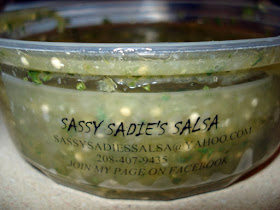 SASSY SADIE'S SALSA
SASSYSADIESSALSA@YAHOO.COM
208-407-9435
JOIN MY PAGE ON FACEBOOK